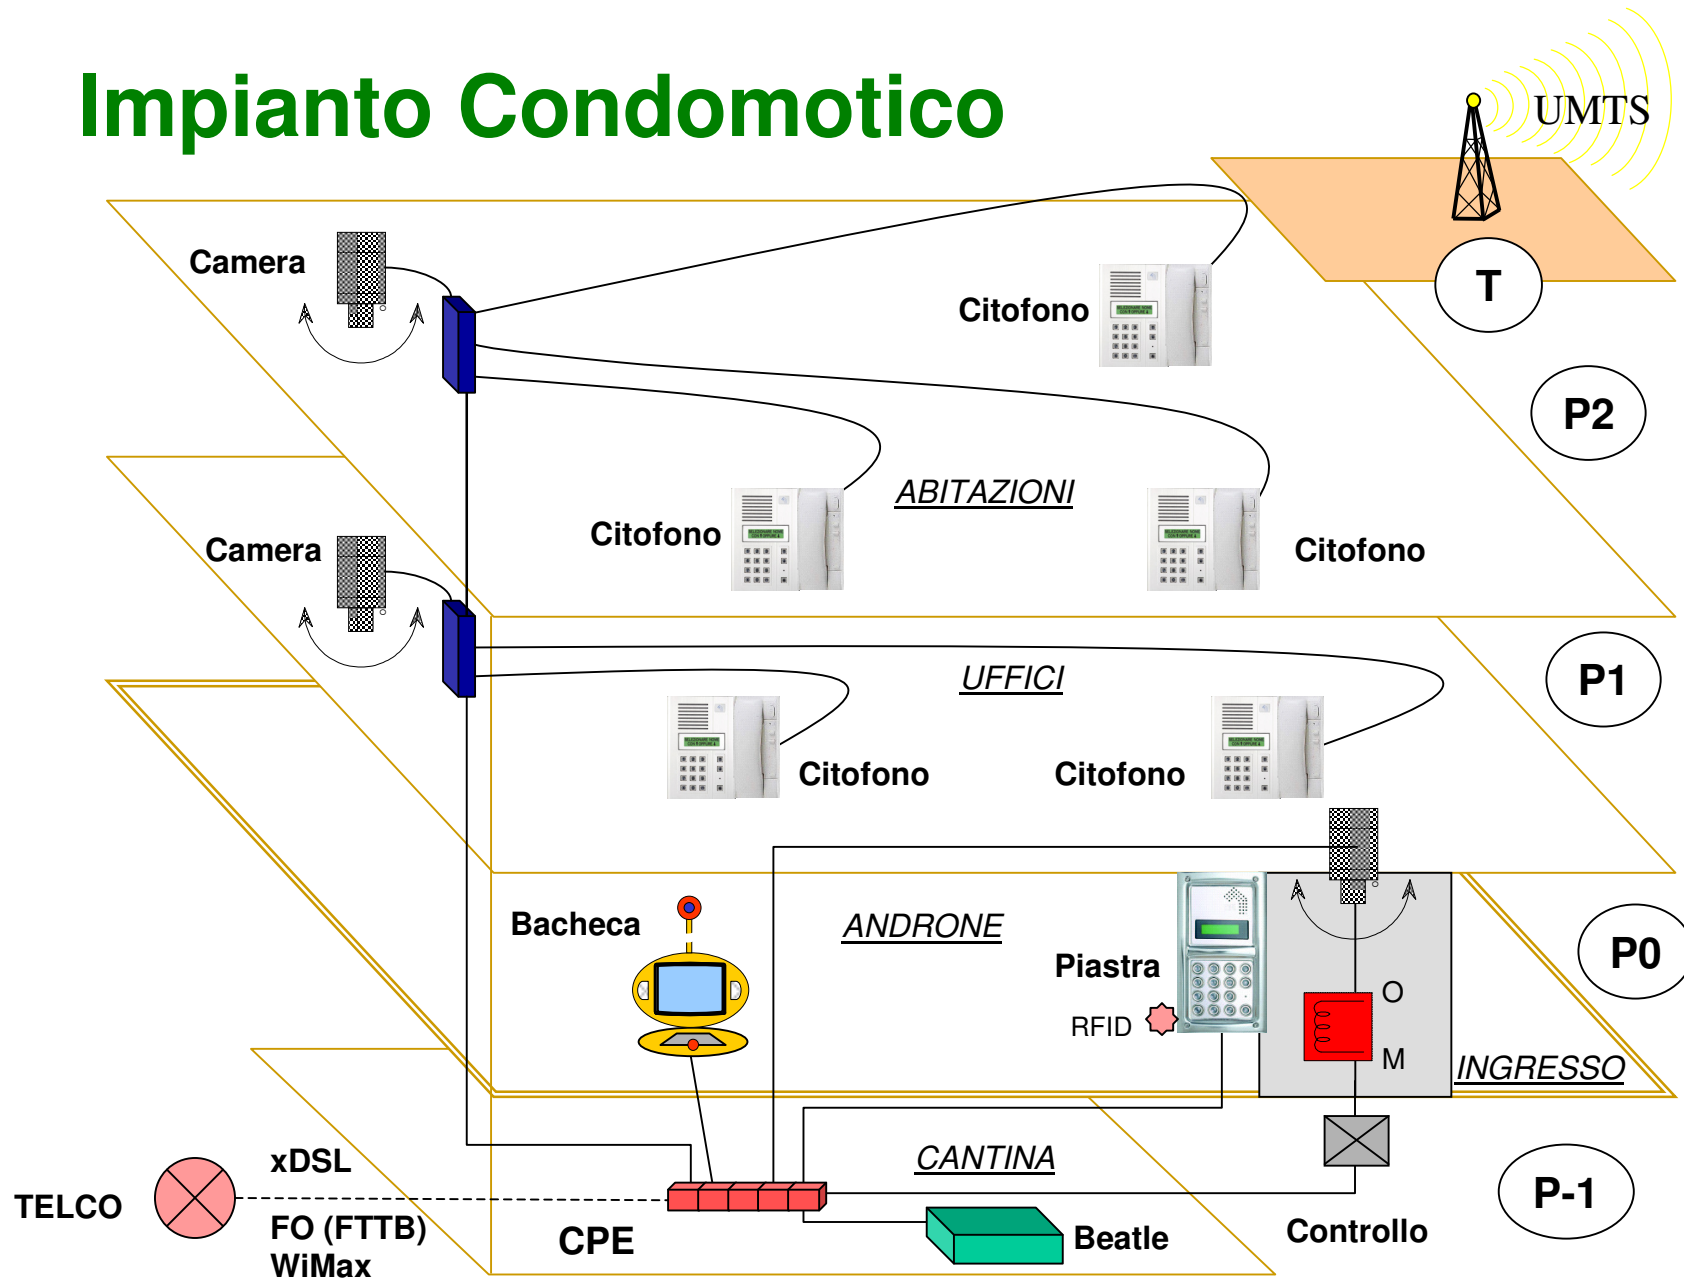 Impianto Condomotico
UMTS
T
Camera
Citofono
P2
ABITAZIONI
Citofono
Citofono
Camera
UFFICI
P1
Citofono
Citofono
Bacheca
ANDRONE
Piastra
RFID
P0
O
M
INGRESSO
xDSL
CANTINA
TELCO
FO (FTTB)
WiMax
CPE
Beatle
Controllo
P-1